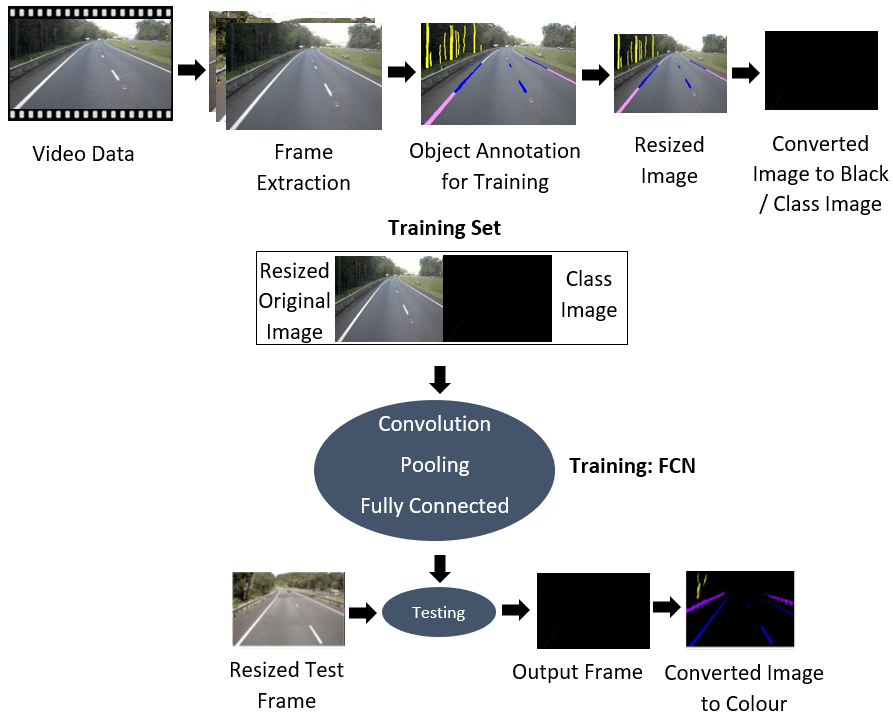 Video Data
Frame
Extraction
Object Annotation
for Training
Resized
Image
Converted
Image to Black
/ Class Image
Training Set
Resized
Original
Image
Class
Image
Convolution
Pooling
Fully Connected
Training: FCN
Testing
Resized Test
Frame
Output Frame
Converted Image
to Colour